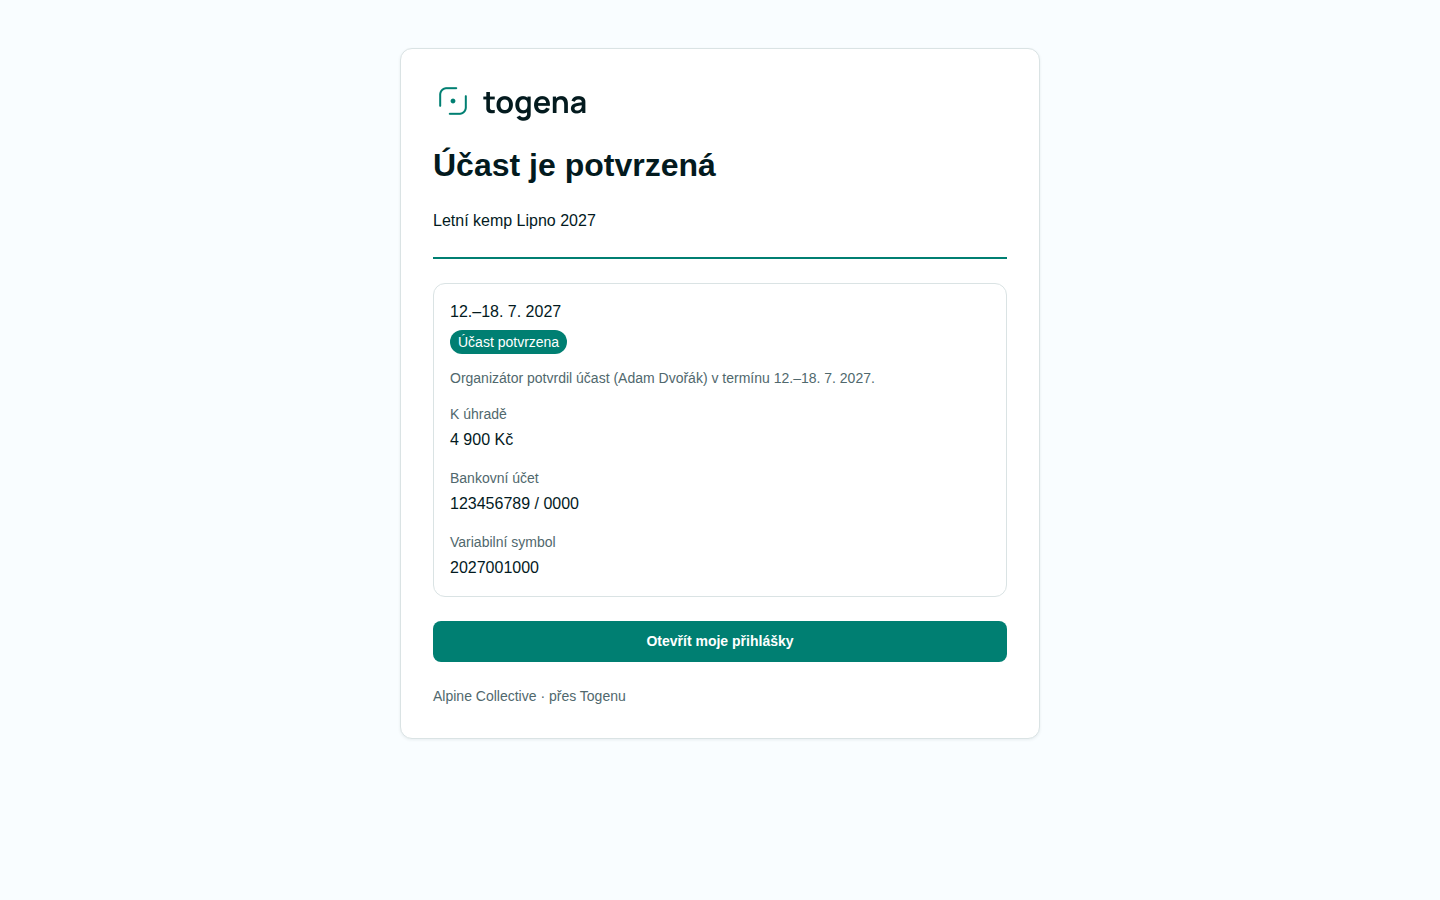 togena
Účast je potvrzená
Letní kemp Lipno 2027
12.–18. 7. 2027
Účast potvrzena
Organizátor potvrdil účast (Adam Dvořák) v termínu 12.–18. 7. 2027.
K úhradě
4 900 Kč
Bankovní účet
123456789 / 0000
Variabilní symbol
2027001000
Otevřít moje přihlášky
Alpine Collective · přes Togenu